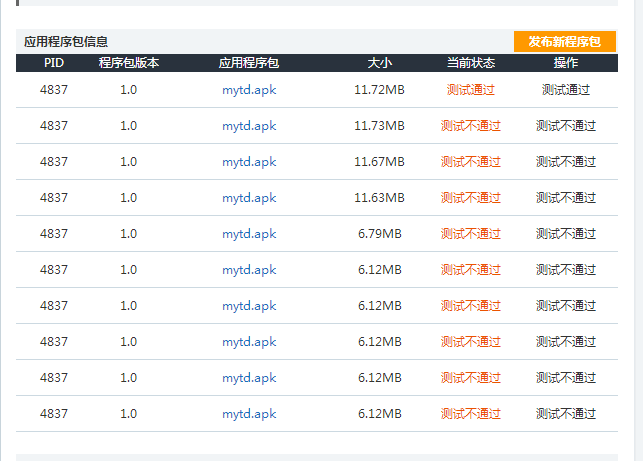 应用程序包信息 发布新程序包
PID 程序包版本 应用程序包 大小 当前状态 操作
4837 1.0 mytd.apk 11.72MB 测试通过 测试通过
4837 1.0 mytd.apk 11.73MB 测试不通过 测试不通过
4837 1.0 mytd.apk 11.67MB 测试不通过 测试不通过
4837 1.0 mytd.apk 11.63MB 测试不通过 测试不通过
4837 1.0 mytd.apk 6.79MB 测试不通过 测试不通过
4837 1.0 mytd.apk 6.12MB 测试不通过 测试不通过
4837 1.0 mytd.apk 6.12MB 测试不通过 测试不通过
4837 1.0 mytd.apk 6.12MB 测试不通过 测试不通过
4837 1.0 mytd.apk 6.12MB 测试不通过 测试不通过
4837 1.0 mytd.apk 6.12MB 测试不通过 测试不通过